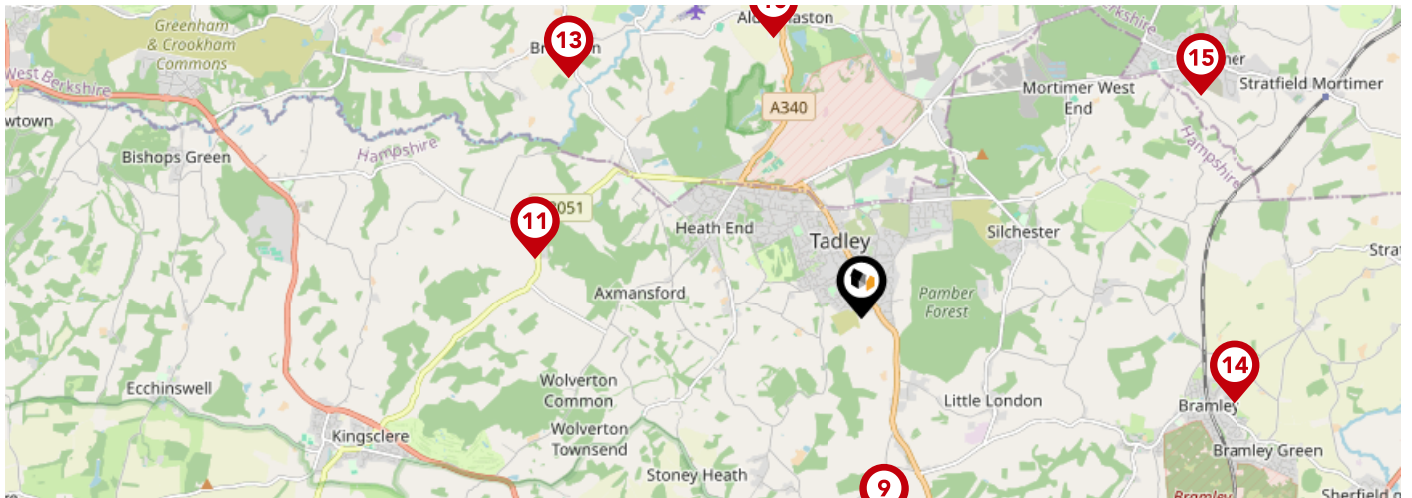 Greenham
& Crookham
Commons
13
15
Stratfield Mortimer
Mortimer West
End
West Berkshire
A340
Bishops Green
Hampshire
Hampshire
11
Heath End
Tadley
Silchester
Axmansford
Pamber
Forest
Ecchinswell
Wolverton
Common
Little London
14
Bramley
Kingsclere
Wolverton
Townsend
Bramley Green
Stoney Heath
9